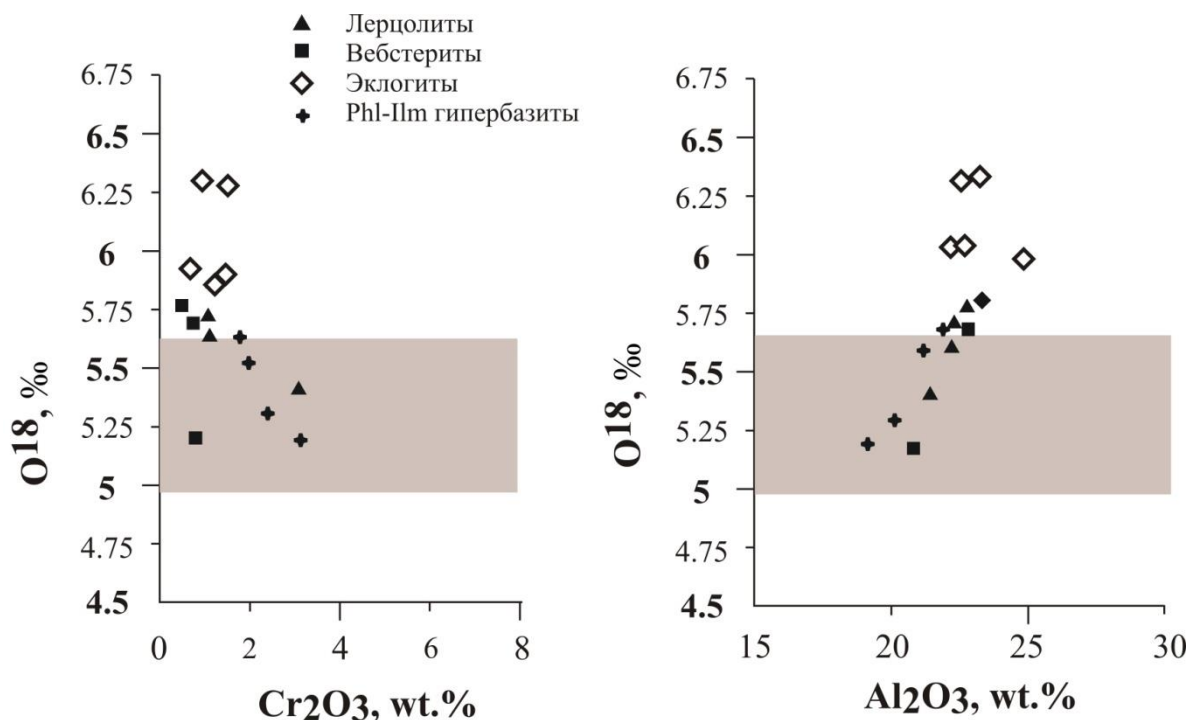 Лерцолиты
Вебстериты
Эклогиты
Phl-Ilm гипербазиты
6.75
6.5
6.25
6
5.75
5.5
5.25
5
4.75
4.5
O18, ‰
0 2 4 6 8
Cr2O3, wt.%
6.75
6.5
6.25
6
5.75
5.5
5.25
5
4.75
4.5
O18, ‰
15 20 25 30
Al2O3, wt.%